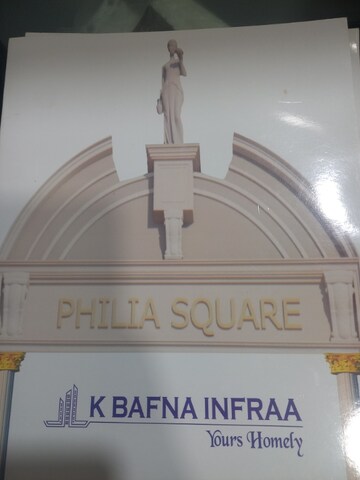 PHILIA SQUARE
K BAFNA INFRAA
Yours Homely